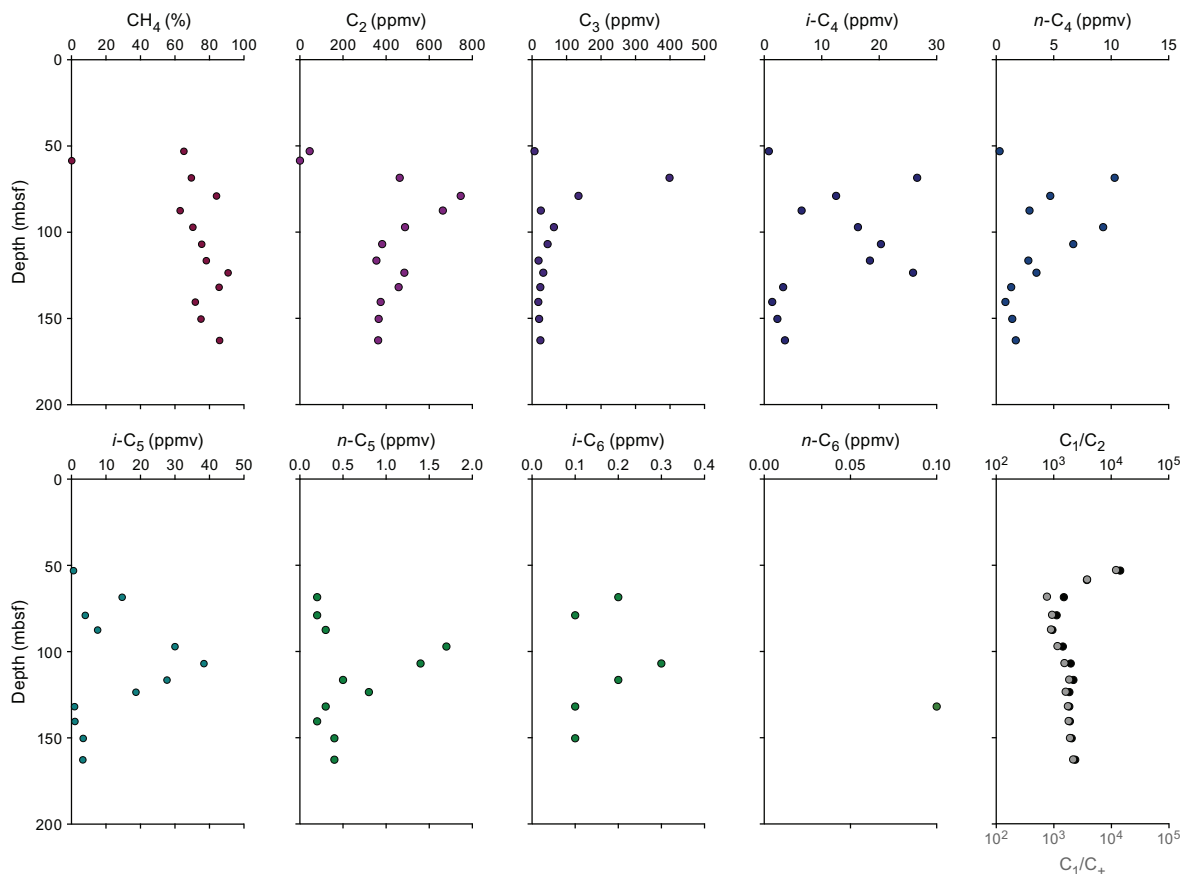 CH4 (%) C2 (ppmv) C3 (ppmv) i-C4 (ppmv) n-C4 (ppmv)
0 20 40 60 80 100 0 200 400 600 800 0 100 200 300 400 500 0 10 20 30 0 5 10 15
0
50
100
150
200
Depth (mbsf)
i-C5 (ppmv) n-C5 (ppmv) i-C6 (ppmv) n-C6 (ppmv) C1/C2
0 10 20 30 40 50 0.0 0.5 1.0 1.5 2.0 0.0 0.1 0.2 0.3 0.4 0.00 0.05 0.10 10^2 10^3 10^4 10^5
0
50
100
150
200
Depth (mbsf)
10^2 10^3 10^4 10^5
C1/C+